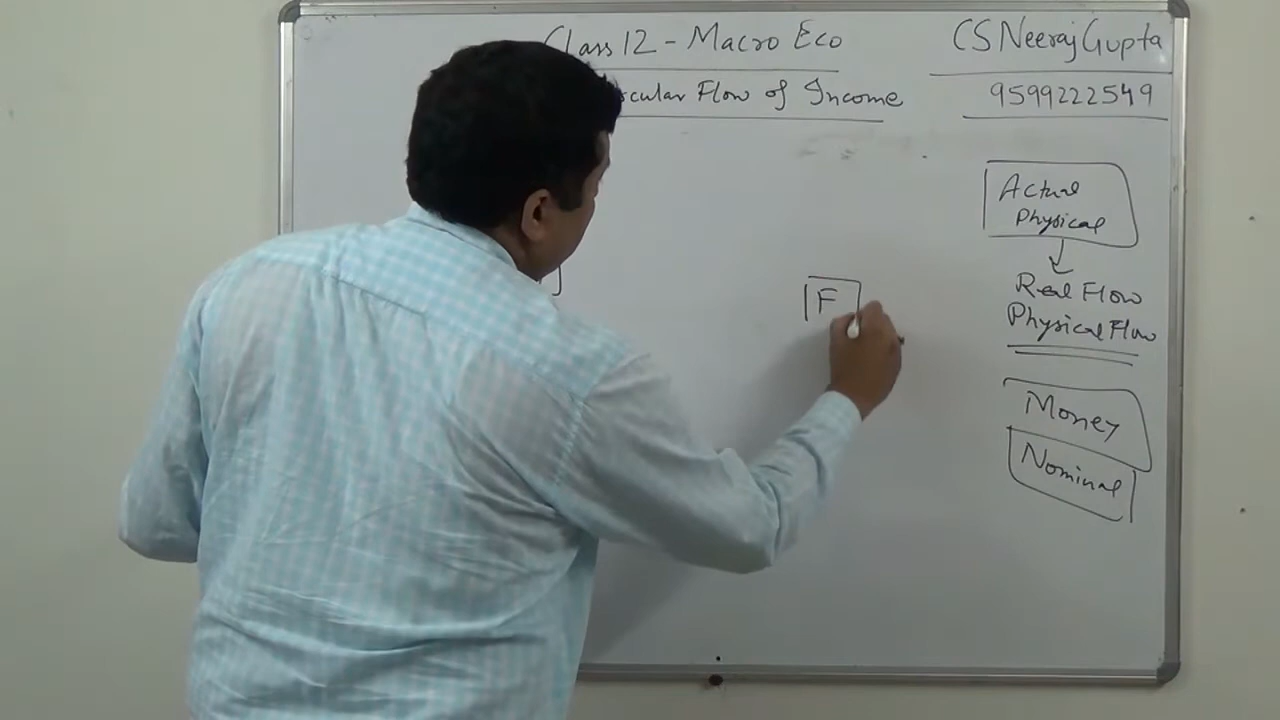 Class 12 - Macro Eco
CS Neeraj Gupta
cular Flow of Income
9599222549
Actual
Physical
Real Flow
Physical Flow
F
Money
Nominal